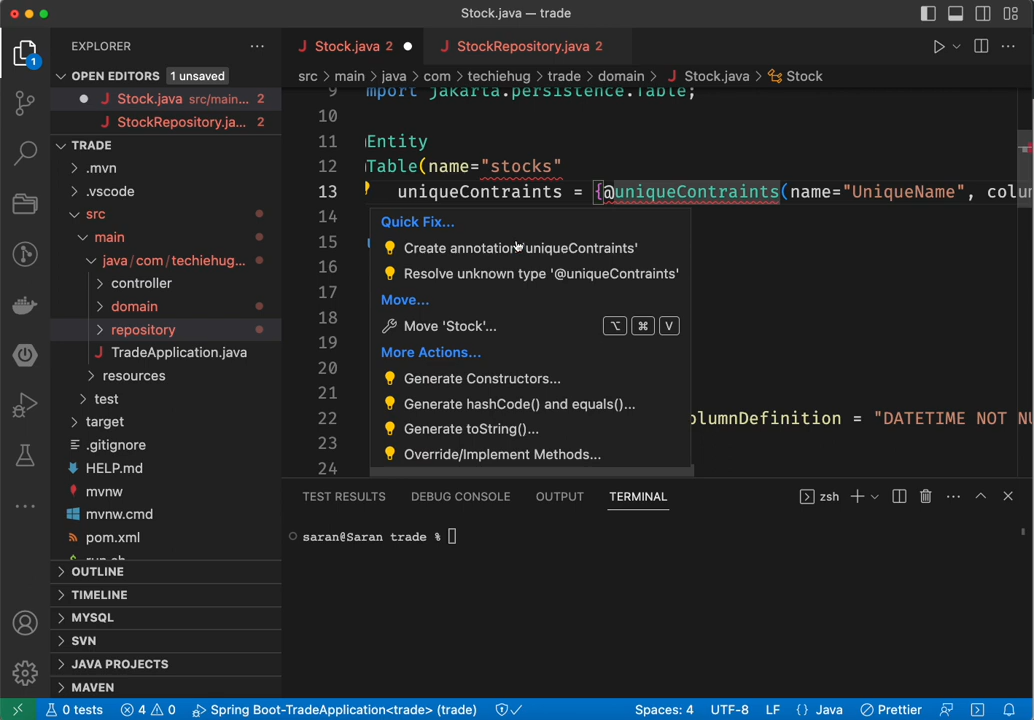 Stock.java — trade
EXPLORER
1
OPEN EDITORS 1 unsaved
Stock.java src/main... 2
StockRepository.ja... 2
TRADE
.mvn
.vscode
src
main
java/com/techiehug...
controller
domain
repository
TradeApplication.java
resources
test
target
.gitignore
HELP.md
mvnw
mvnw.cmd
pom.xml
OUTLINE
TIMELINE
MYSQL
SVN
JAVA PROJECTS
MAVEN
Stock.java 2
StockRepository.java 2
src > main > java > com > techiehug > trade > domain > Stock.java > Stock
9 mport jakarta.persistence.Table;
10
11 Entity
12 Table(name="stocks"
13 uniqueContraints = {@uniqueContraints(name="UniqueName", colu
14
15
16
17
18
19
20
21
22 olumnDefinition = "DATETIME NOT NU
23
24
Quick Fix...
Create annotation 'uniqueContraints'
Resolve unknown type '@uniqueContraints'
Move...
Move 'Stock'... ⌥ ⌘ V
More Actions...
Generate Constructors...
Generate hashCode() and equals()...
Generate toString()...
Override/Implement Methods...
TEST RESULTS DEBUG CONSOLE OUTPUT TERMINAL
zsh
saran@Saran trade %
0 tests 4 0 Spring Boot-TradeApplication<trade> (trade) Spaces: 4 UTF-8 LF {} Java Prettier